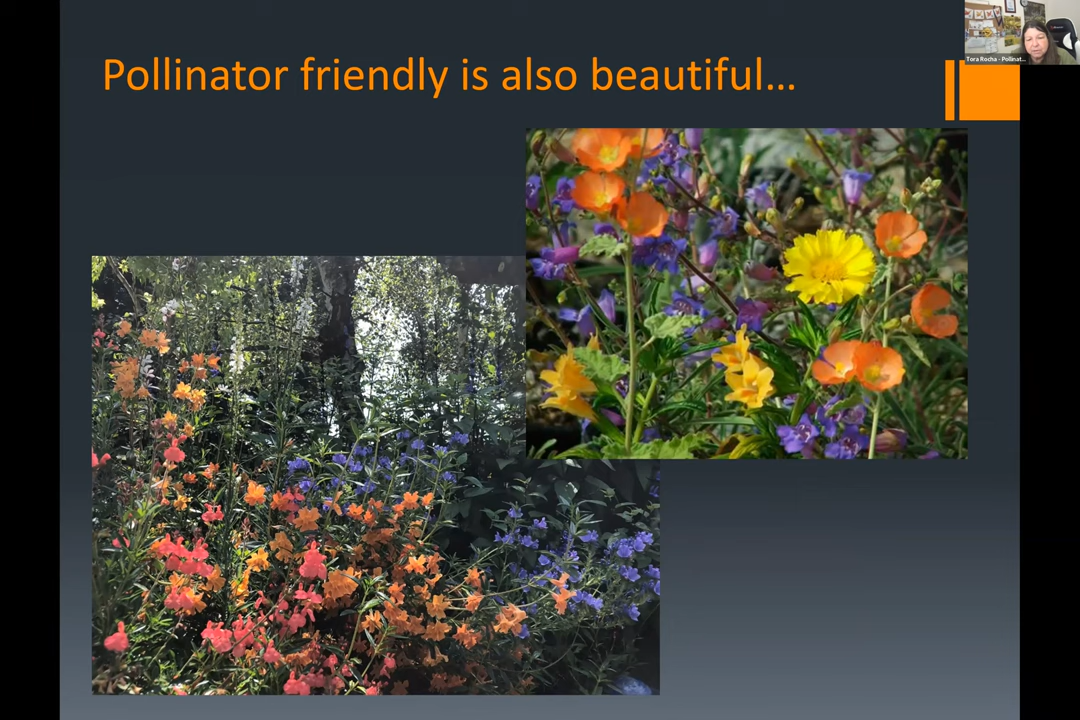 Pollinator friendly is also beautiful…
Tora Rocha - Pollinat...